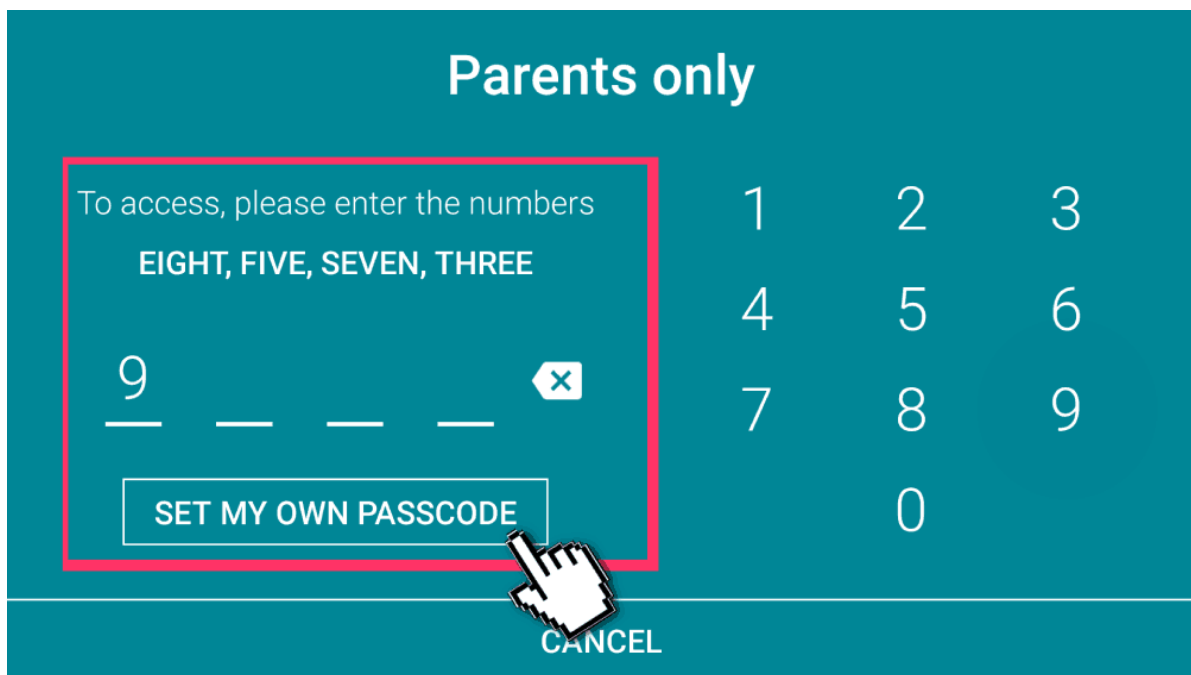 Parents only
To access, please enter the numbers
EIGHT, FIVE, SEVEN, THREE
9
SET MY OWN PASSCODE
1 2 3
4 5 6
7 8 9
0
CANCEL